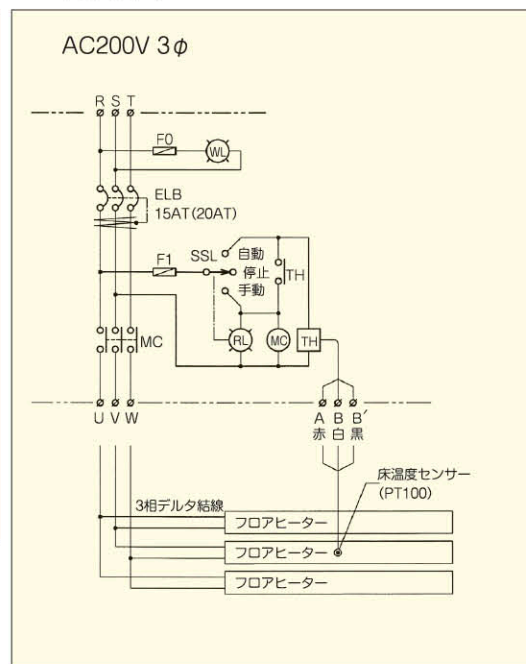 AC200V 3φ
R S T
F0
WL
ELB
15AT(20AT)
F1
SSL
自動
停止
手動
TH
RL
MC
TH
MC
U V W
A B B´
赤 白 黒
床温度センサー
(PT100)
3相デルタ結線
フロアヒーター
フロアヒーター
フロアヒーター